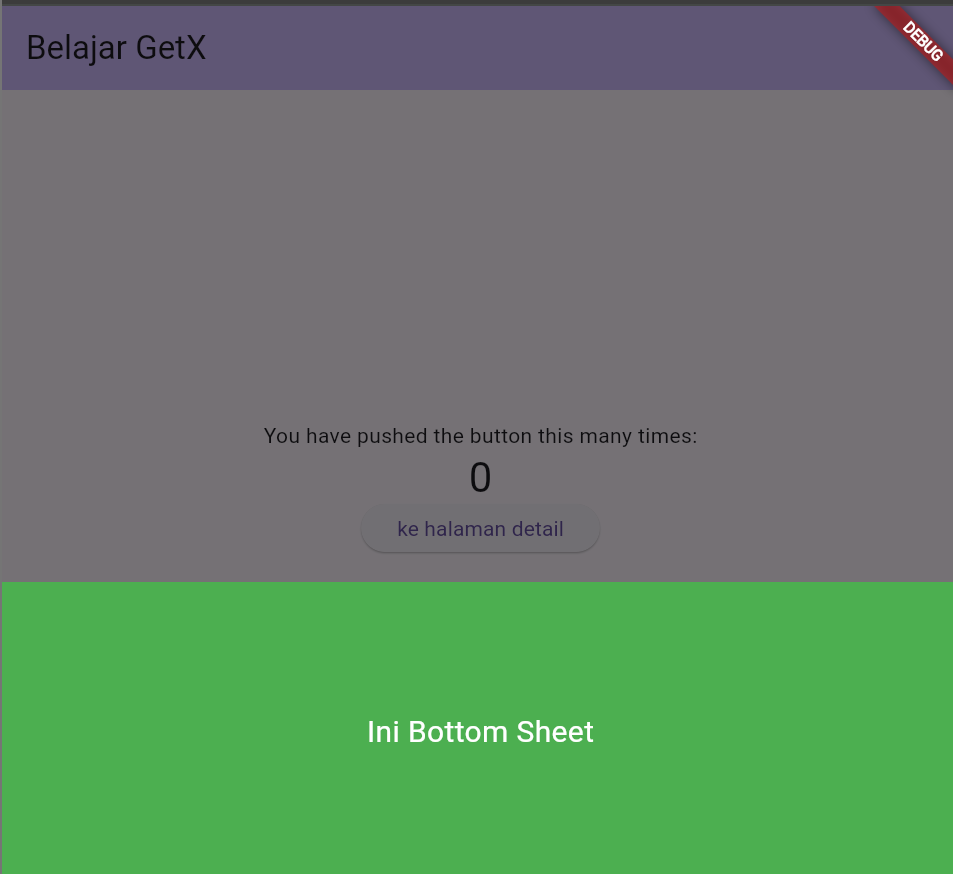 Belajar GetX
DEBUG
You have pushed the button this many times:
0
ke halaman detail
Ini Bottom Sheet